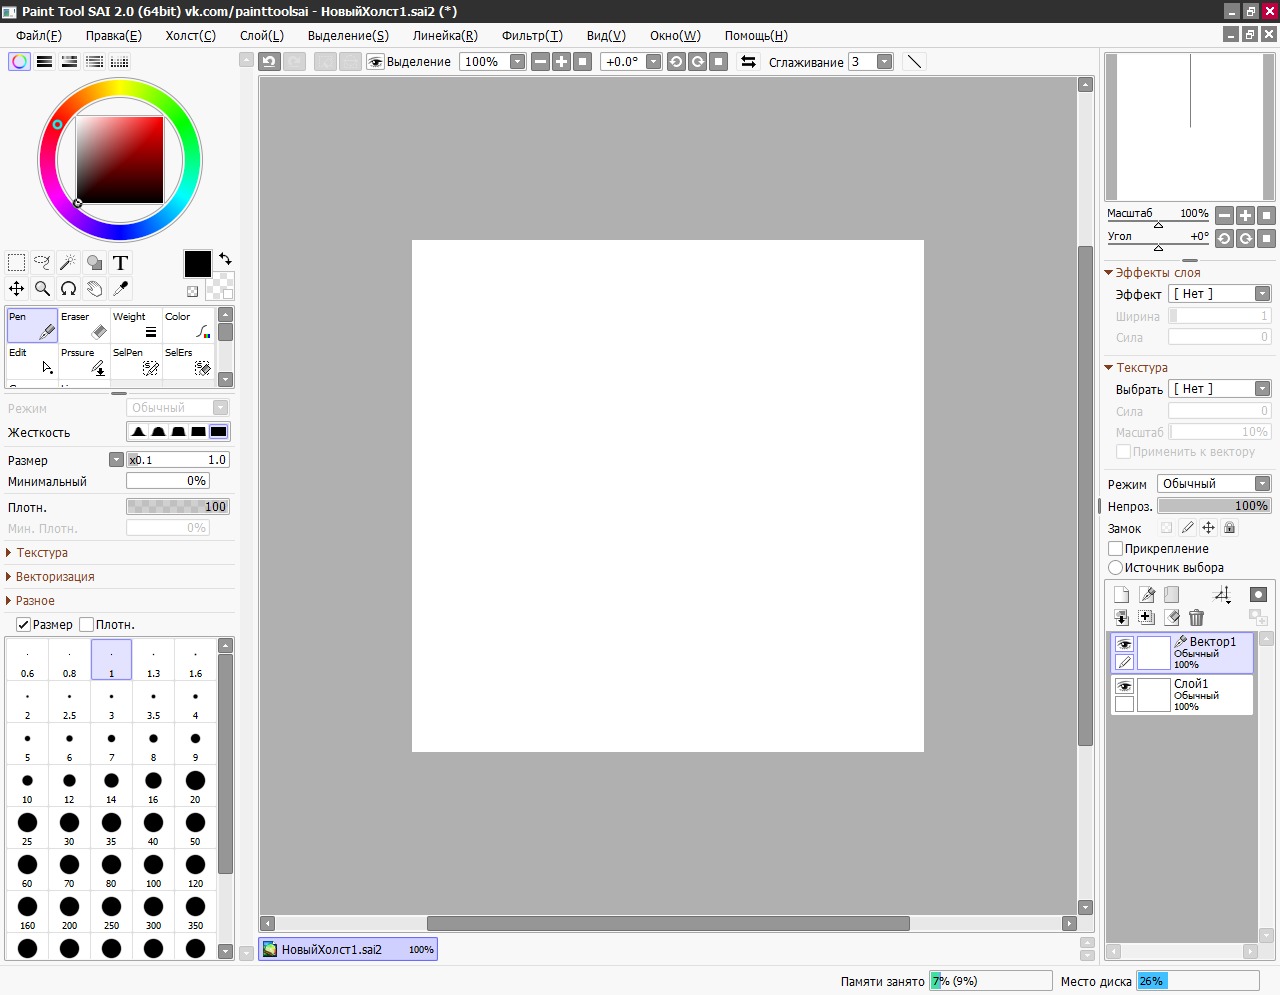 Paint Tool SAI 2.0 (64bit) vk.com/painttoolsai - НовыйХолст1.sai2 (*)
Файл(F) Правка(E) Холст(C) Слой(L) Выделение(S) Линейка(R) Фильтр(T) Вид(V) Окно(W) Помощь(H)
Выделение 100% +0.0° Сглаживание 3
T
Pen Eraser Weight Color
Edit Prssure SelPen SelErs
Режим Обычный
Жесткость
Размер x0.1 1.0
Минимальный 0%
Плотн. 100
Мин. Плотн. 0%
Текстура
Векторизация
Разное
Размер Плотн.
0.6 0.8 1 1.3 1.6
2 2.5 3 3.5 4
5 6 7 8 9
10 12 14 16 20
25 30 35 40 50
60 70 80 100 120
160 200 250 300 350
НовыйХолст1.sai2 100%
Масштаб 100%
Угол +0°
Эффекты слоя
Эффект [ Нет ]
Ширина 1
Сила 0
Текстура
Выбрать [ Нет ]
Сила 0
Масштаб 10%
Применить к вектору
Режим Обычный
Непроз. 100%
Замок
Прикрепление
Источник выбора
Вектор1
Обычный
100%
Слой1
Обычный
100%
Памяти занято 7% (9%) Место диска 26%